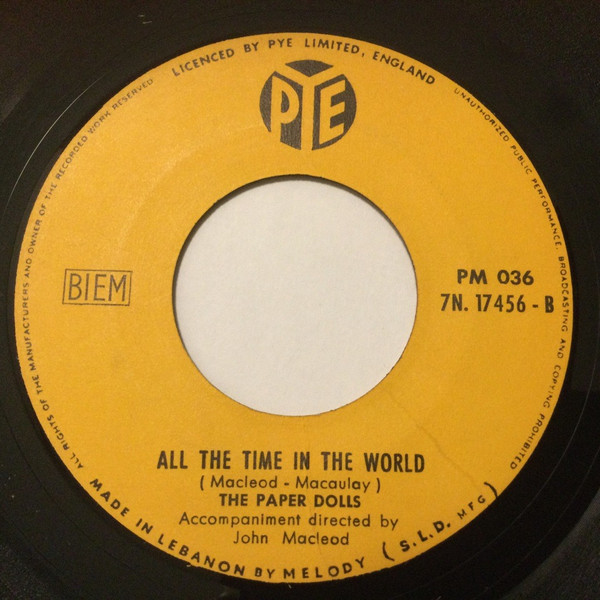 LICENCED BY PYE LIMITED, ENGLAND
PYE
UNAUTHORIZED PUBLIC PERFORMANCE, BROADCASTING AND COPYING PROHIBITED
ALL RIGHTS OF THE MANUFACTURERS AND OWNER OF THE RECORDED WORK RESERVED
BIEM
PM 036
7N. 17456 - B
ALL THE TIME IN THE WORLD
( Macleod - Macaulay )
THE PAPER DOLLS
Accompaniment directed by
John Macleod
MADE IN LEBANON BY MELODY ( S.L.D. MFG )